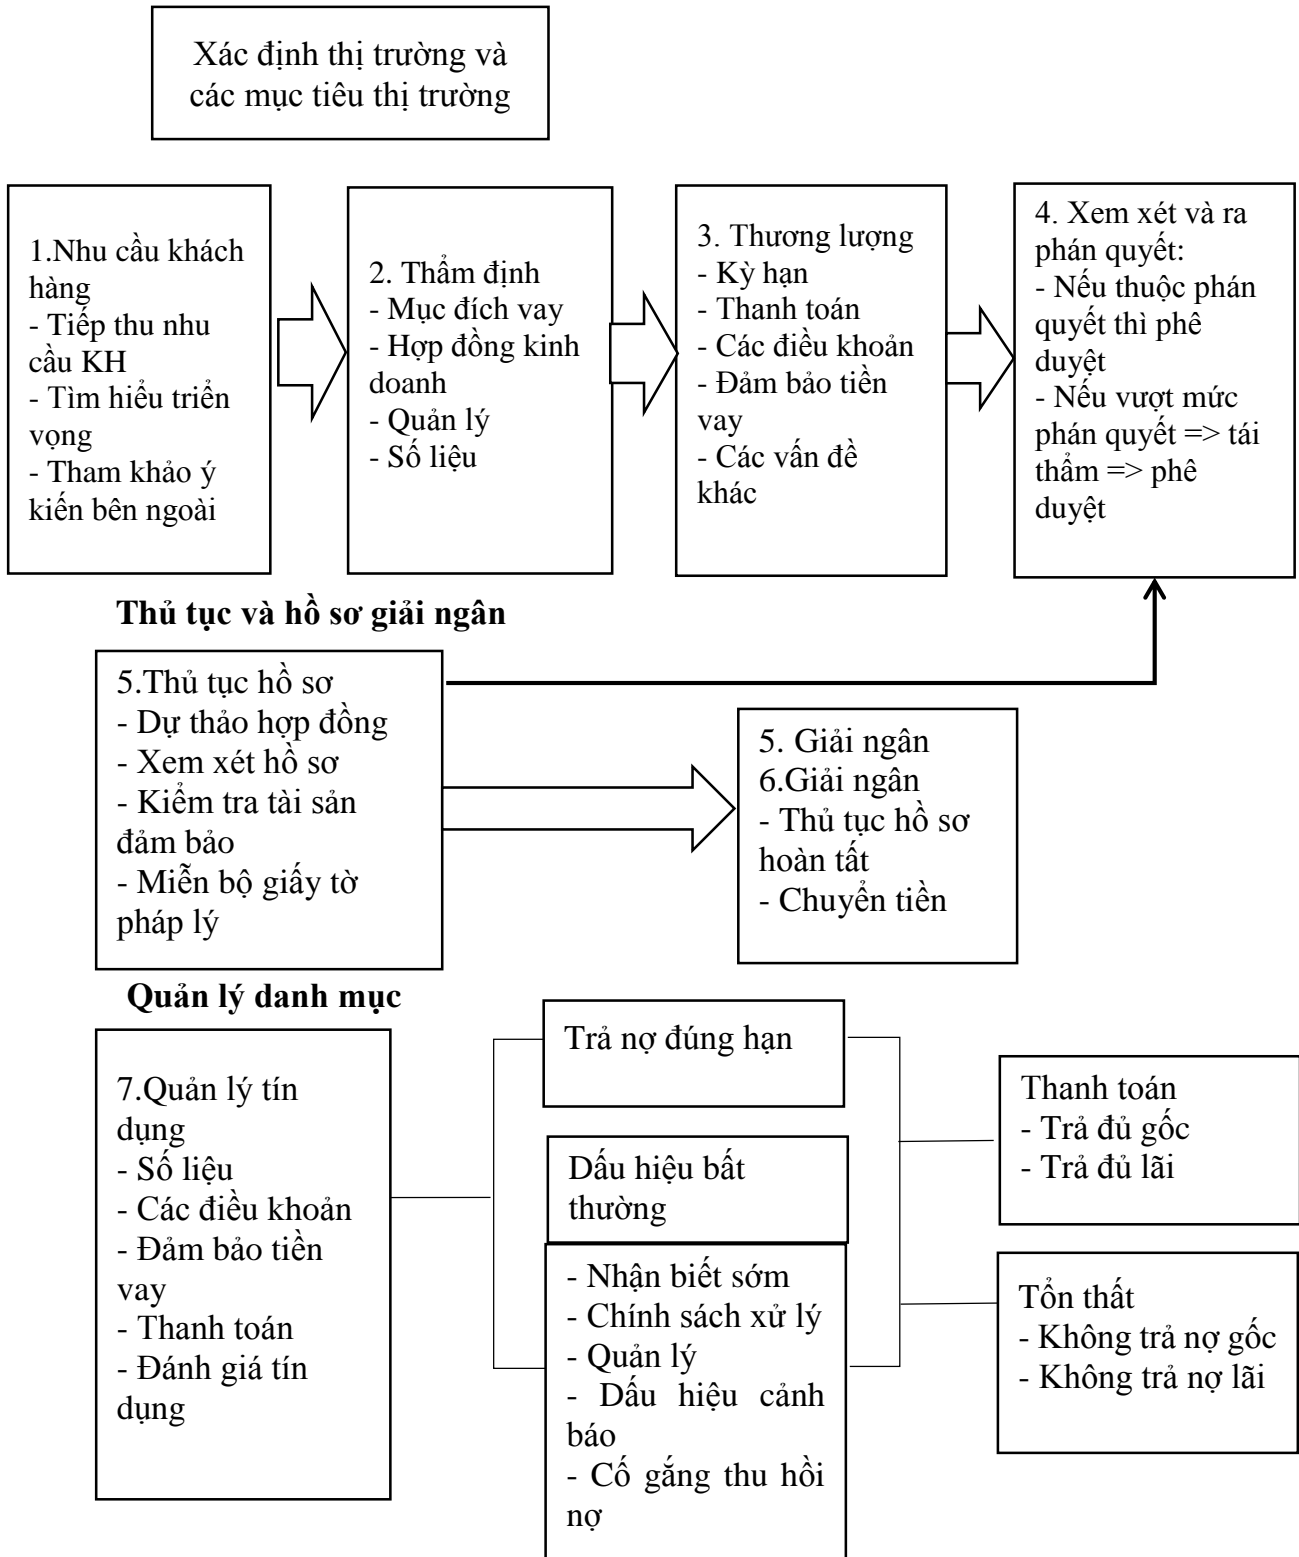 Xác định thị trường và
các mục tiêu thị trường
1.Nhu cầu khách
hàng
- Tiếp thu nhu
cầu KH
- Tìm hiểu triển
vọng
- Tham khảo ý
kiến bên ngoài
2. Thẩm định
- Mục đích vay
- Hợp đồng kinh
doanh
- Quản lý
- Số liệu
3. Thương lượng
- Kỳ hạn
- Thanh toán
- Các điều khoản
- Đảm bảo tiền
vay
- Các vấn đề
khác
4. Xem xét và ra
phán quyết:
- Nếu thuộc phán
quyết thì phê
duyệt
- Nếu vượt mức
phán quyết => tái
thẩm => phê
duyệt
Thủ tục và hồ sơ giải ngân
5.Thủ tục hồ sơ
- Dự thảo hợp đồng
- Xem xét hồ sơ
- Kiểm tra tài sản
đảm bảo
- Miễn bộ giấy tờ
pháp lý
5. Giải ngân
6.Giải ngân
- Thủ tục hồ sơ
hoàn tất
- Chuyển tiền
Quản lý danh mục
7.Quản lý tín
dụng
- Số liệu
- Các điều khoản
- Đảm bảo tiền
vay
- Thanh toán
- Đánh giá tín
dụng
Trả nợ đúng hạn
Dấu hiệu bất
thường
- Nhận biết sớm
- Chính sách xử lý
- Quản lý
- Dấu hiệu cảnh
báo
- Cố gắng thu hồi
nợ
Thanh toán
- Trả đủ gốc
- Trả đủ lãi
Tổn thất
- Không trả nợ gốc
- Không trả nợ lãi